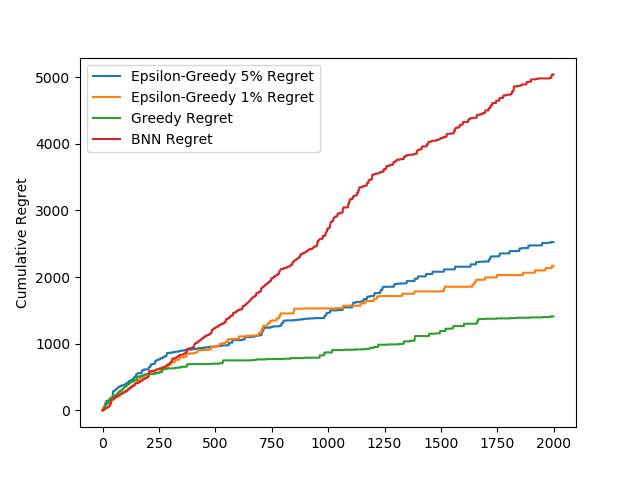 Epsilon-Greedy 5% Regret
Epsilon-Greedy 1% Regret
Greedy Regret
BNN Regret
Cumulative Regret
5000
4000
3000
2000
1000
0
0 250 500 750 1000 1250 1500 1750 2000